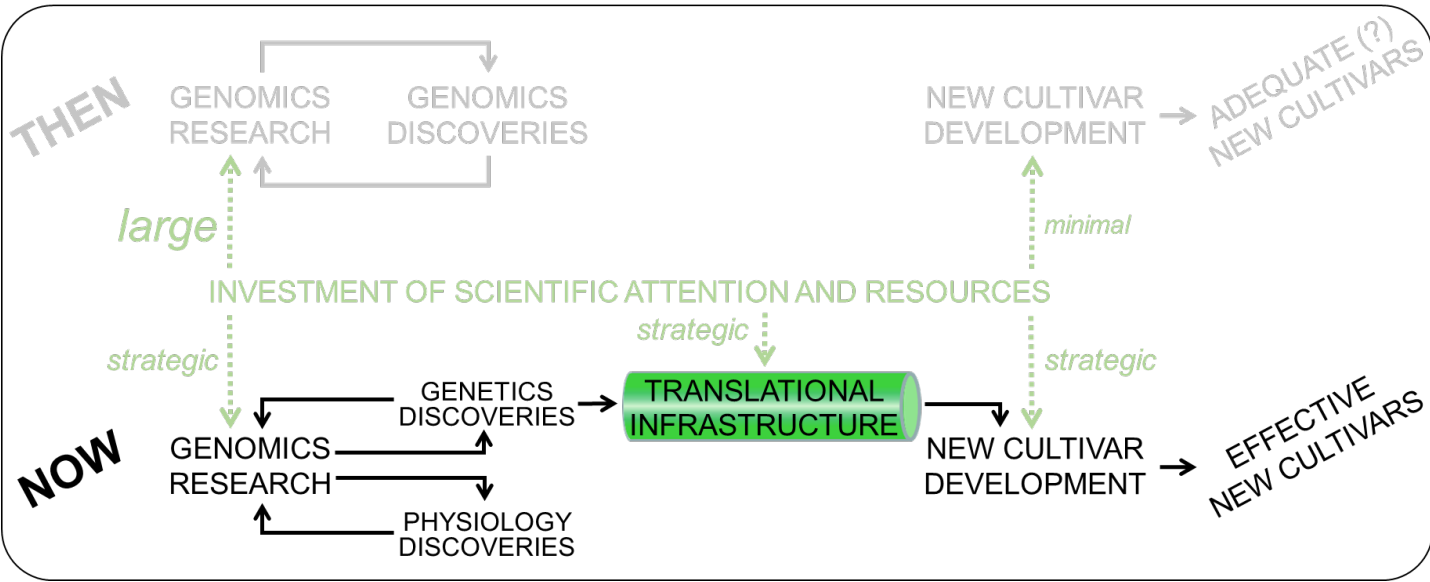 THEN
GENOMICS
RESEARCH
GENOMICS
DISCOVERIES
NEW CULTIVAR
DEVELOPMENT
ADEQUATE (?)
NEW CULTIVARS
large
minimal
INVESTMENT OF SCIENTIFIC ATTENTION AND RESOURCES
strategic
strategic
strategic
NOW
GENOMICS
RESEARCH
GENETICS
DISCOVERIES
PHYSIOLOGY
DISCOVERIES
TRANSLATIONAL
INFRASTRUCTURE
NEW CULTIVAR
DEVELOPMENT
EFFECTIVE
NEW CULTIVARS